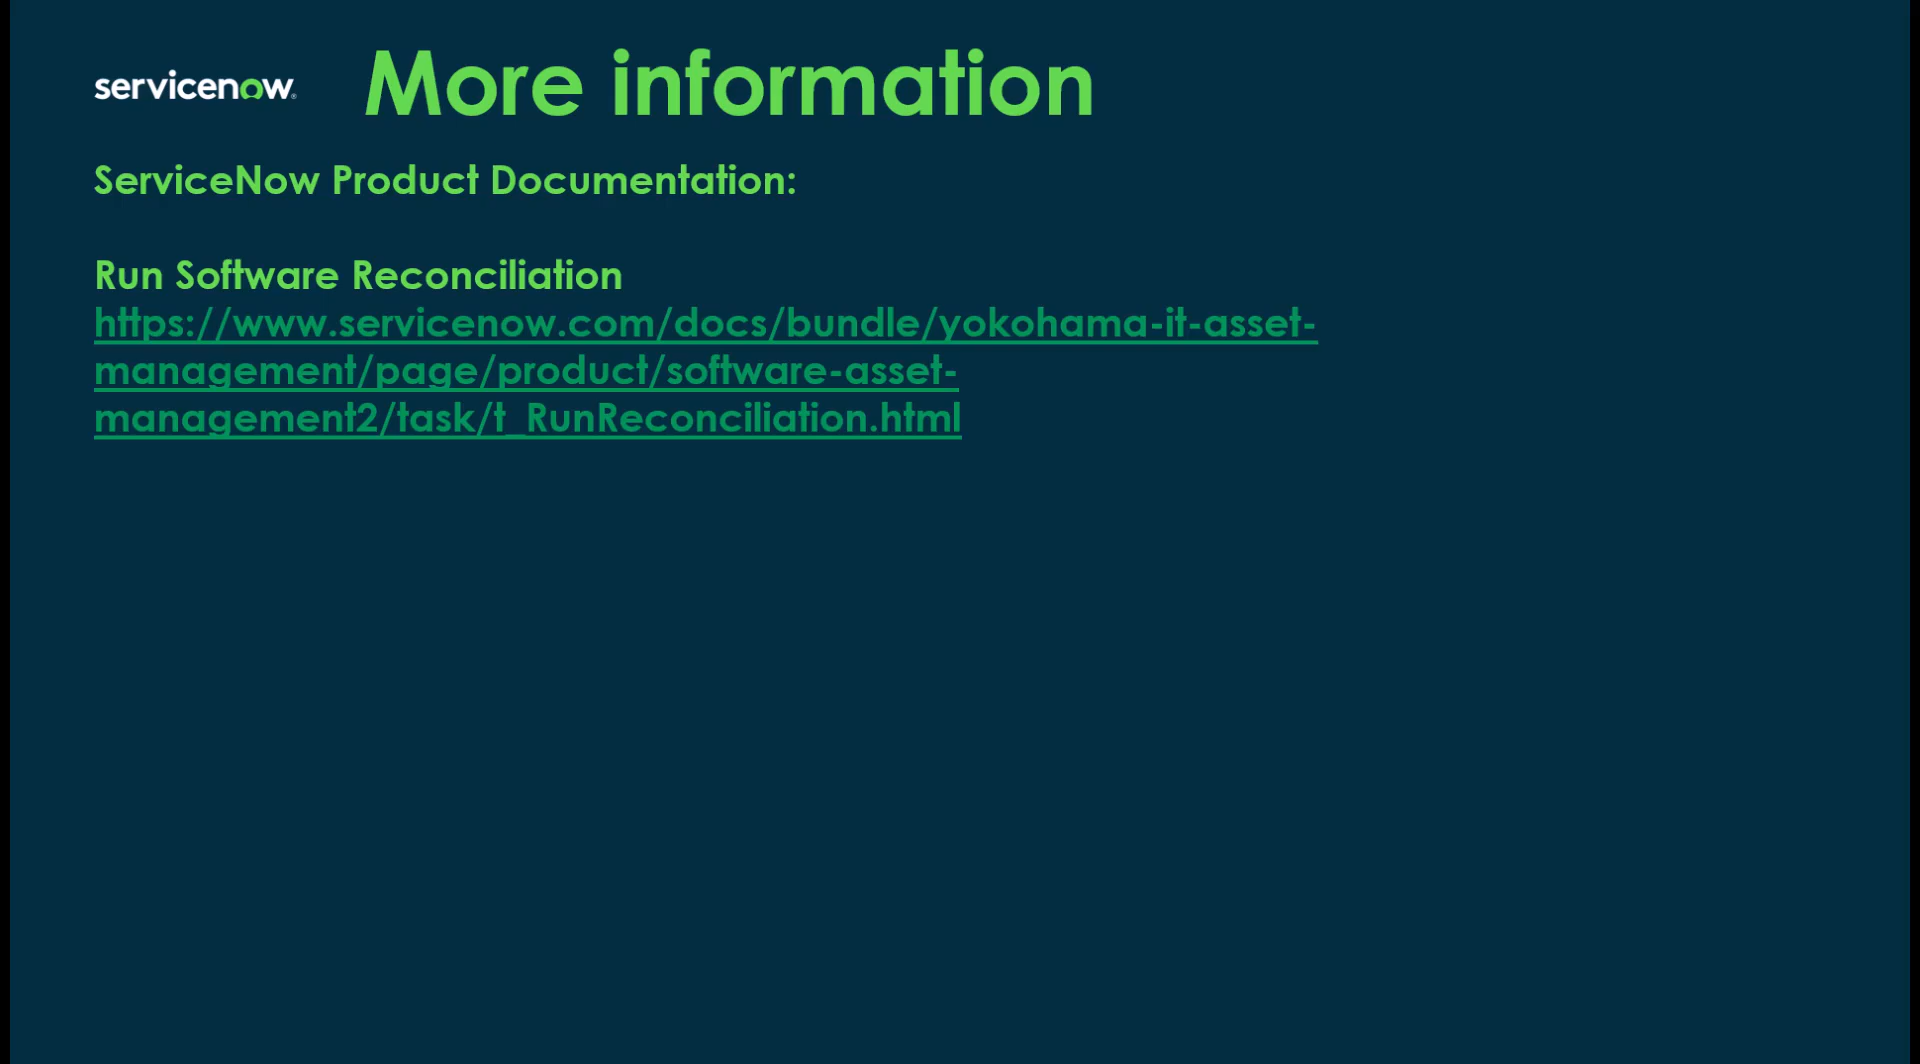 servicenow®
More information
ServiceNow Product Documentation:
Run Software Reconciliation
https://www.servicenow.com/docs/bundle/yokohama-it-asset-
management/page/product/software-asset-
management2/task/t_RunReconciliation.html